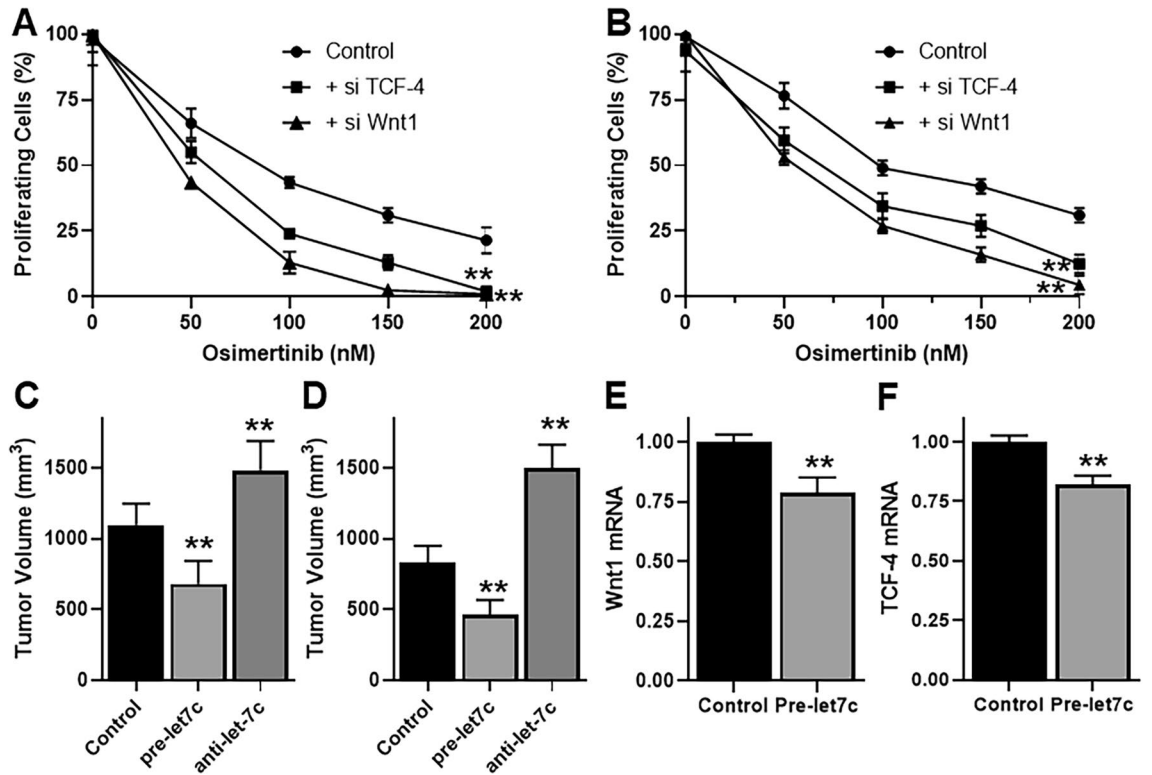 A
Proliferating Cells (%)
100
75
50
25
0
Control
+ si TCF-4
+ si Wnt1
**
**
0 50 100 150 200
Osimertinib (nM)
B
Proliferating Cells (%)
100
75
50
25
0
Control
+ si TCF-4
+ si Wnt1
**
**
0 50 100 150 200
Osimertinib (nM)
C
Tumor Volume (mm³)
1500
1000
500
0
**
**
Control
pre-let7c
anti-let-7c
D
Tumor Volume (mm³)
1500
1000
500
0
**
**
Control
pre-let7c
anti-let-7c
E
Wnt1 mRNA
1.00
0.75
0.50
0.25
0.00
**
Control Pre-let7c
F
TCF-4 mRNA
1.00
0.75
0.50
0.25
0.00
**
Control Pre-let7c